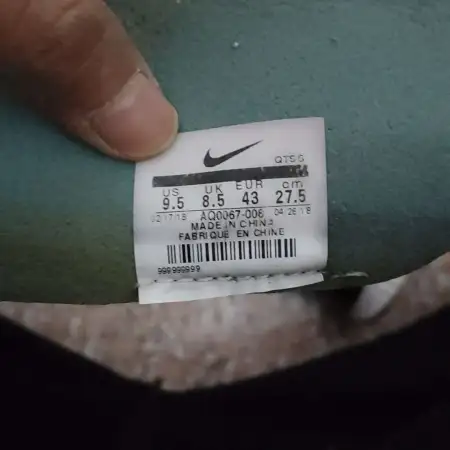 QTSS
US UK EUR cm
9.5 8.5 43 27.5
02/17/18 AQ0067-006 04/26/18
MADE IN CHINA
FABRIQUE EN CHINE
999999999